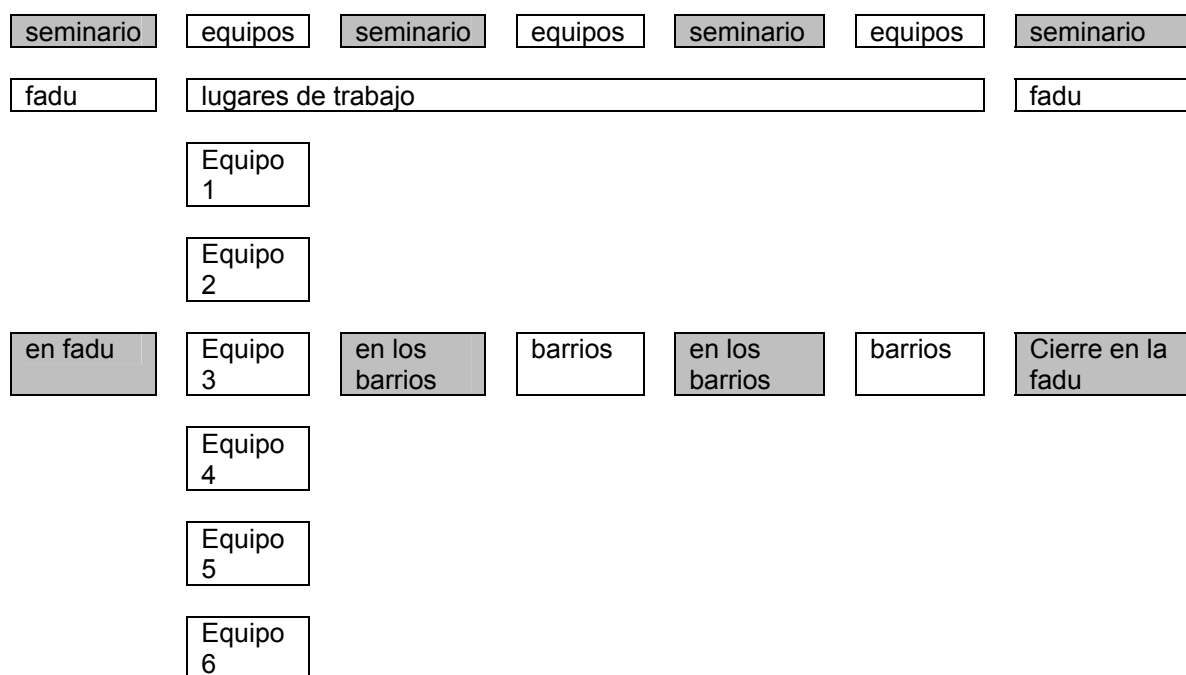 seminario equipos seminario equipos seminario equipos seminario
fadu lugares de trabajo fadu
Equipo
1
Equipo
2
en fadu Equipo en los barrios en los barrios Cierre en la
3 barrios barrios fadu
Equipo
4
Equipo
5
Equipo
6